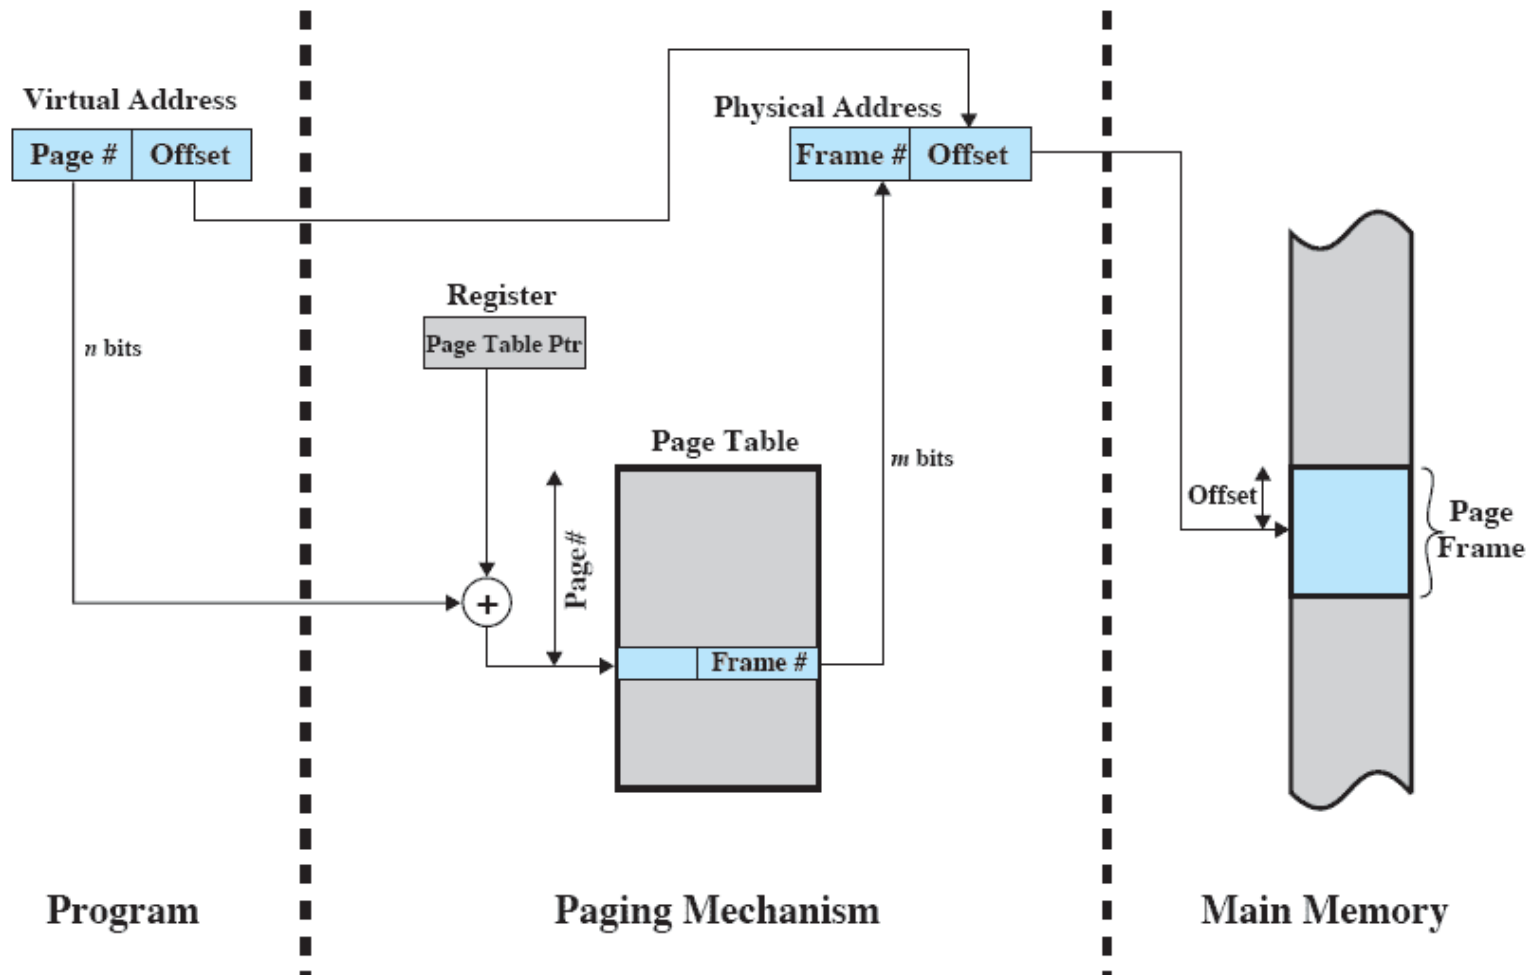 Virtual Address
Page # Offset
Physical Address
Frame # Offset
n bits
Register
Page Table Ptr
Page Table
m bits
Page#
+
Frame #
Offset
Page
Frame
Program
Paging Mechanism
Main Memory